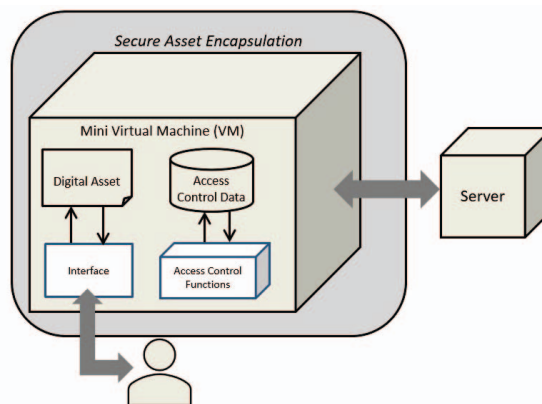 Secure Asset Encapsulation
Mini Virtual Machine (VM)
Digital Asset
Access
Control Data
Interface
Access Control
Functions
Server